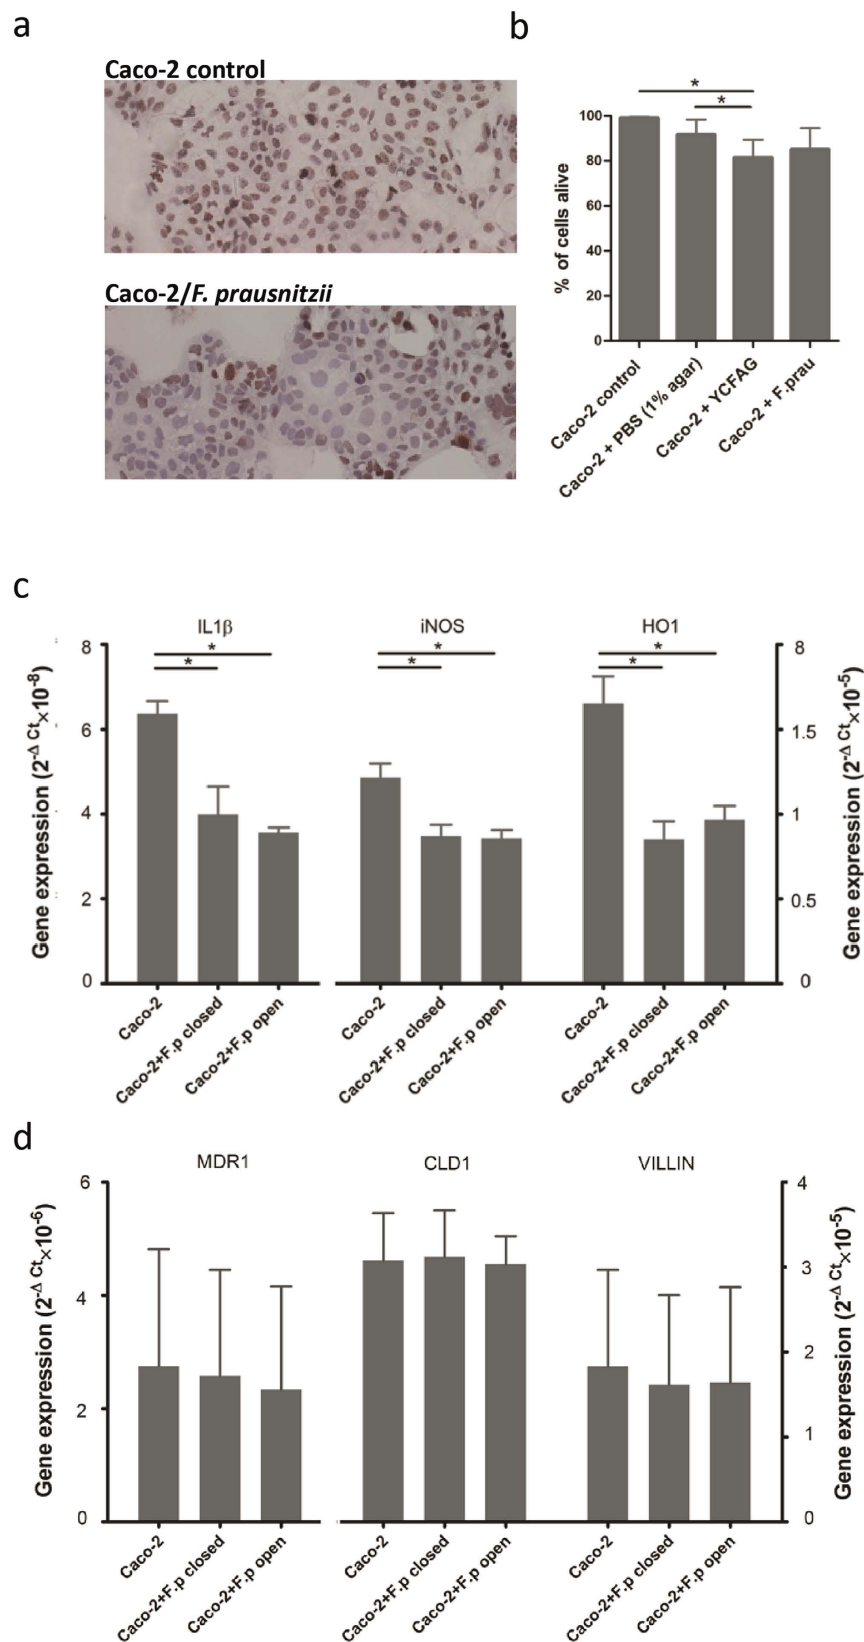 a
b
Caco-2 control
Caco-2/F. prausnitzii
% of cells alive
*
*
100
80
60
40
20
0
Caco-2 control
Caco-2 + PBS (1% agar)
Caco-2 + YCFAG
Caco-2 + F.prau
c
IL1β
iNOS
HO1
Gene expression (2-Δ Ct×10-8)
8
6
4
2
0
*
*
*
*
*
*
8
1.5
1
0.5
0
Gene expression (2-Δ Ct×10-5)
Caco-2
Caco-2+F.p closed
Caco-2+F.p open
Caco-2
Caco-2+F.p closed
Caco-2+F.p open
Caco-2
Caco-2+F.p closed
Caco-2+F.p open
d
MDR1
CLD1
VILLIN
Gene expression (2-Δ Ct×10-6)
6
4
2
0
4
3
2
1
0
Gene expression (2-Δ Ct×10-5)
Caco-2
Caco-2+F.p closed
Caco-2+F.p open
Caco-2
Caco-2+F.p closed
Caco-2+F.p open
Caco-2
Caco-2+F.p closed
Caco-2+F.p open